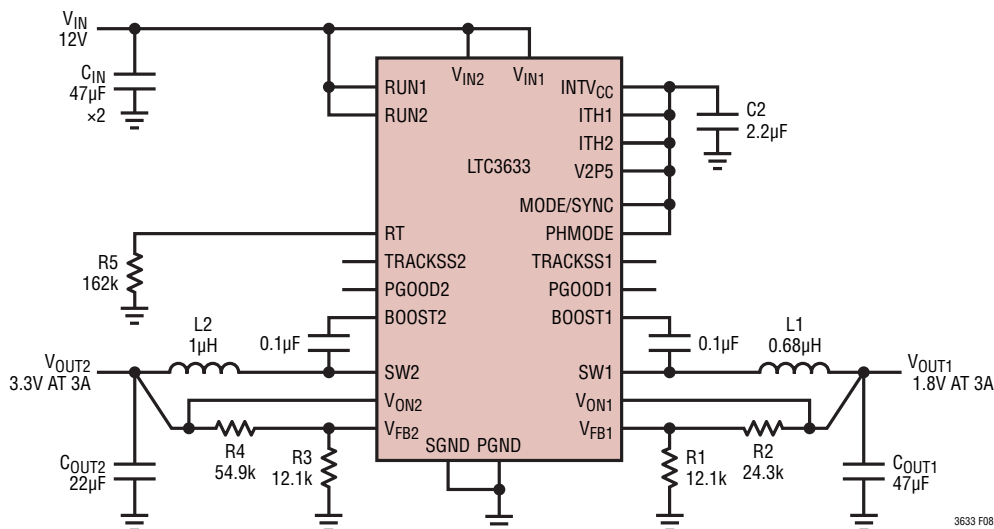 VIN
12V
CIN
47µF
×2
VIN2
VIN1
RUN1
RUN2
INTVCC
ITH1
ITH2
V2P5
MODE/SYNC
PHMODE
C2
2.2µF
LTC3633
RT
R5
162k
TRACKSS2
PGOOD2
BOOST2
TRACKSS1
PGOOD1
BOOST1
L2
1µH
0.1µF
0.1µF
L1
0.68µH
VOUT2
3.3V AT 3A
SW2
SW1
VOUT1
1.8V AT 3A
VON2
VON1
VFB2
VFB1
SGND
PGND
R4
54.9k
R3
12.1k
R1
12.1k
R2
24.3k
COUT2
22µF
COUT1
47µF
3633 F08